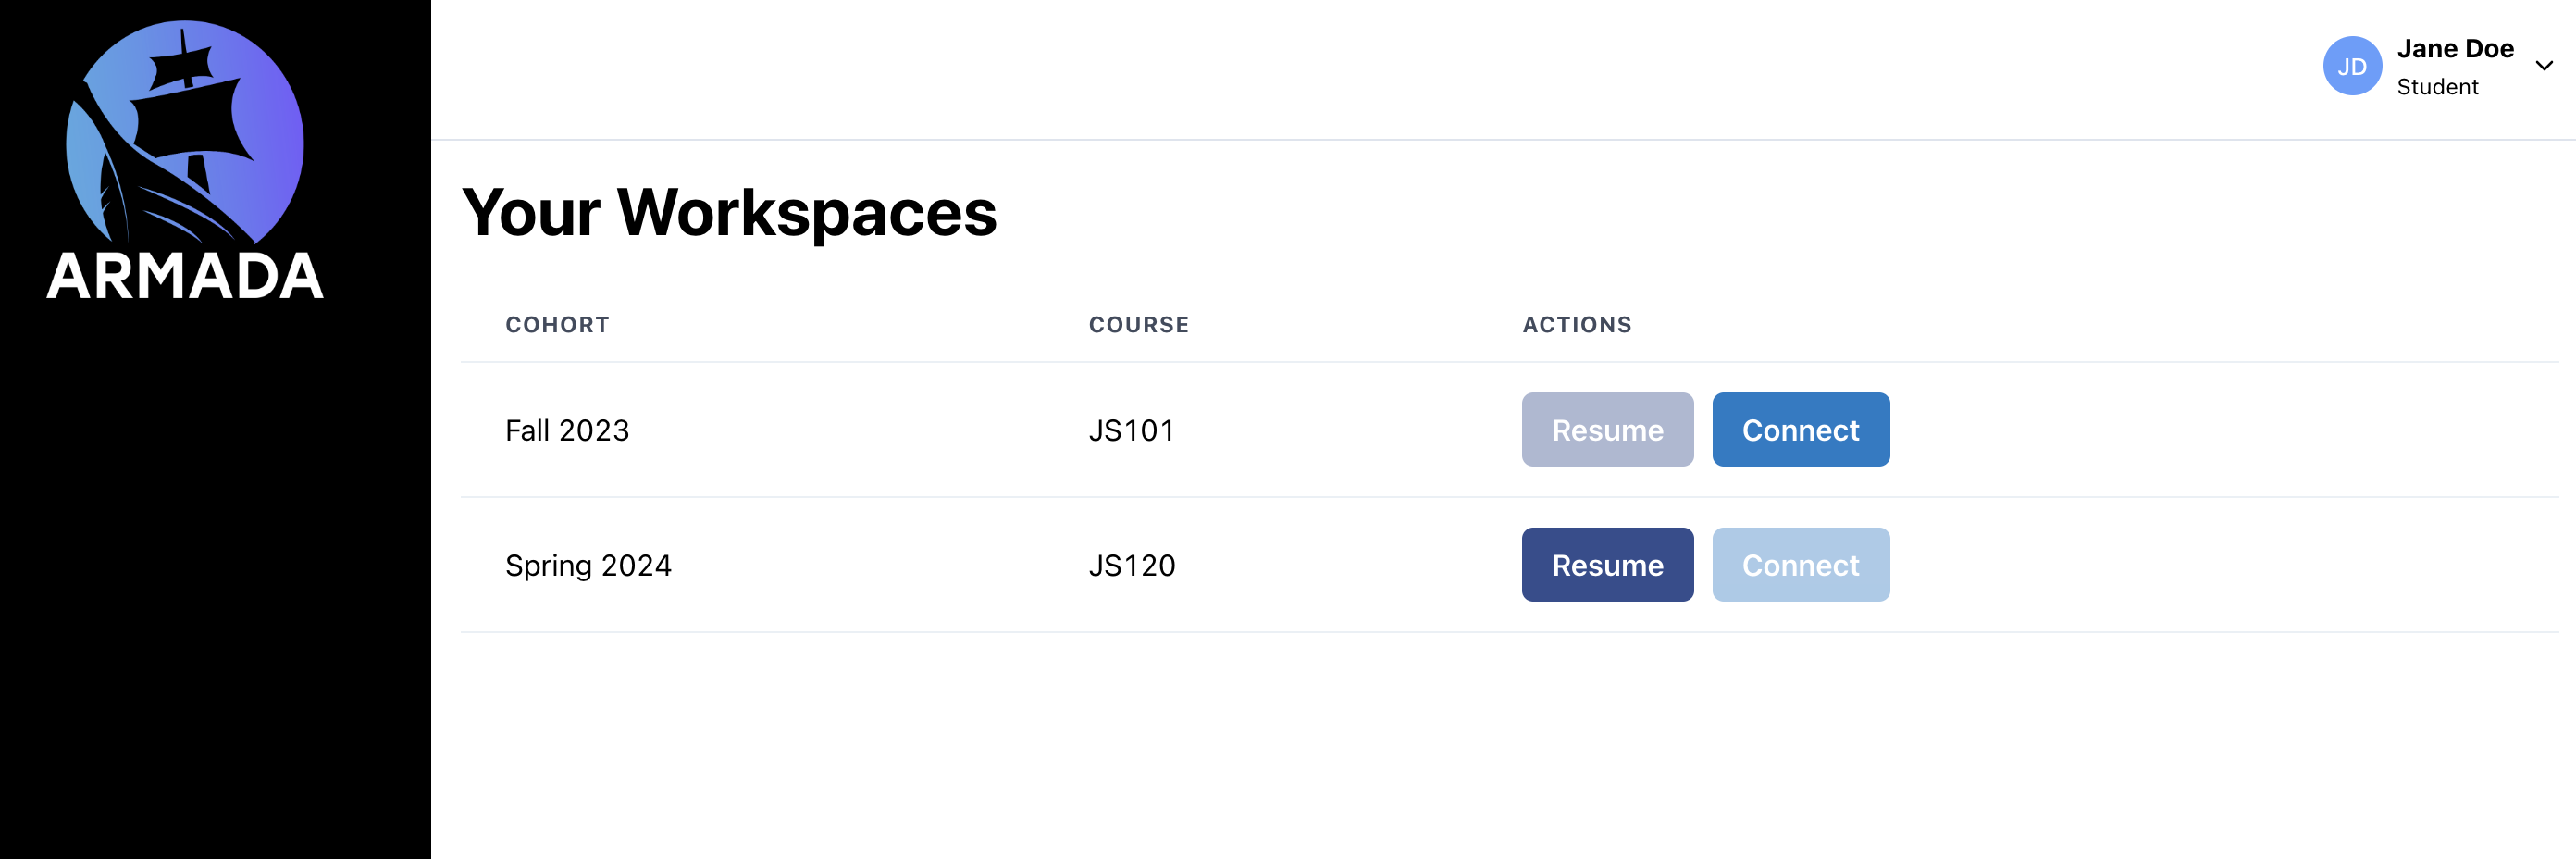 ARMADA
JD
Jane Doe
Student
Your Workspaces
COHORT COURSE ACTIONS
Fall 2023 JS101 Resume Connect
Spring 2024 JS120 Resume Connect